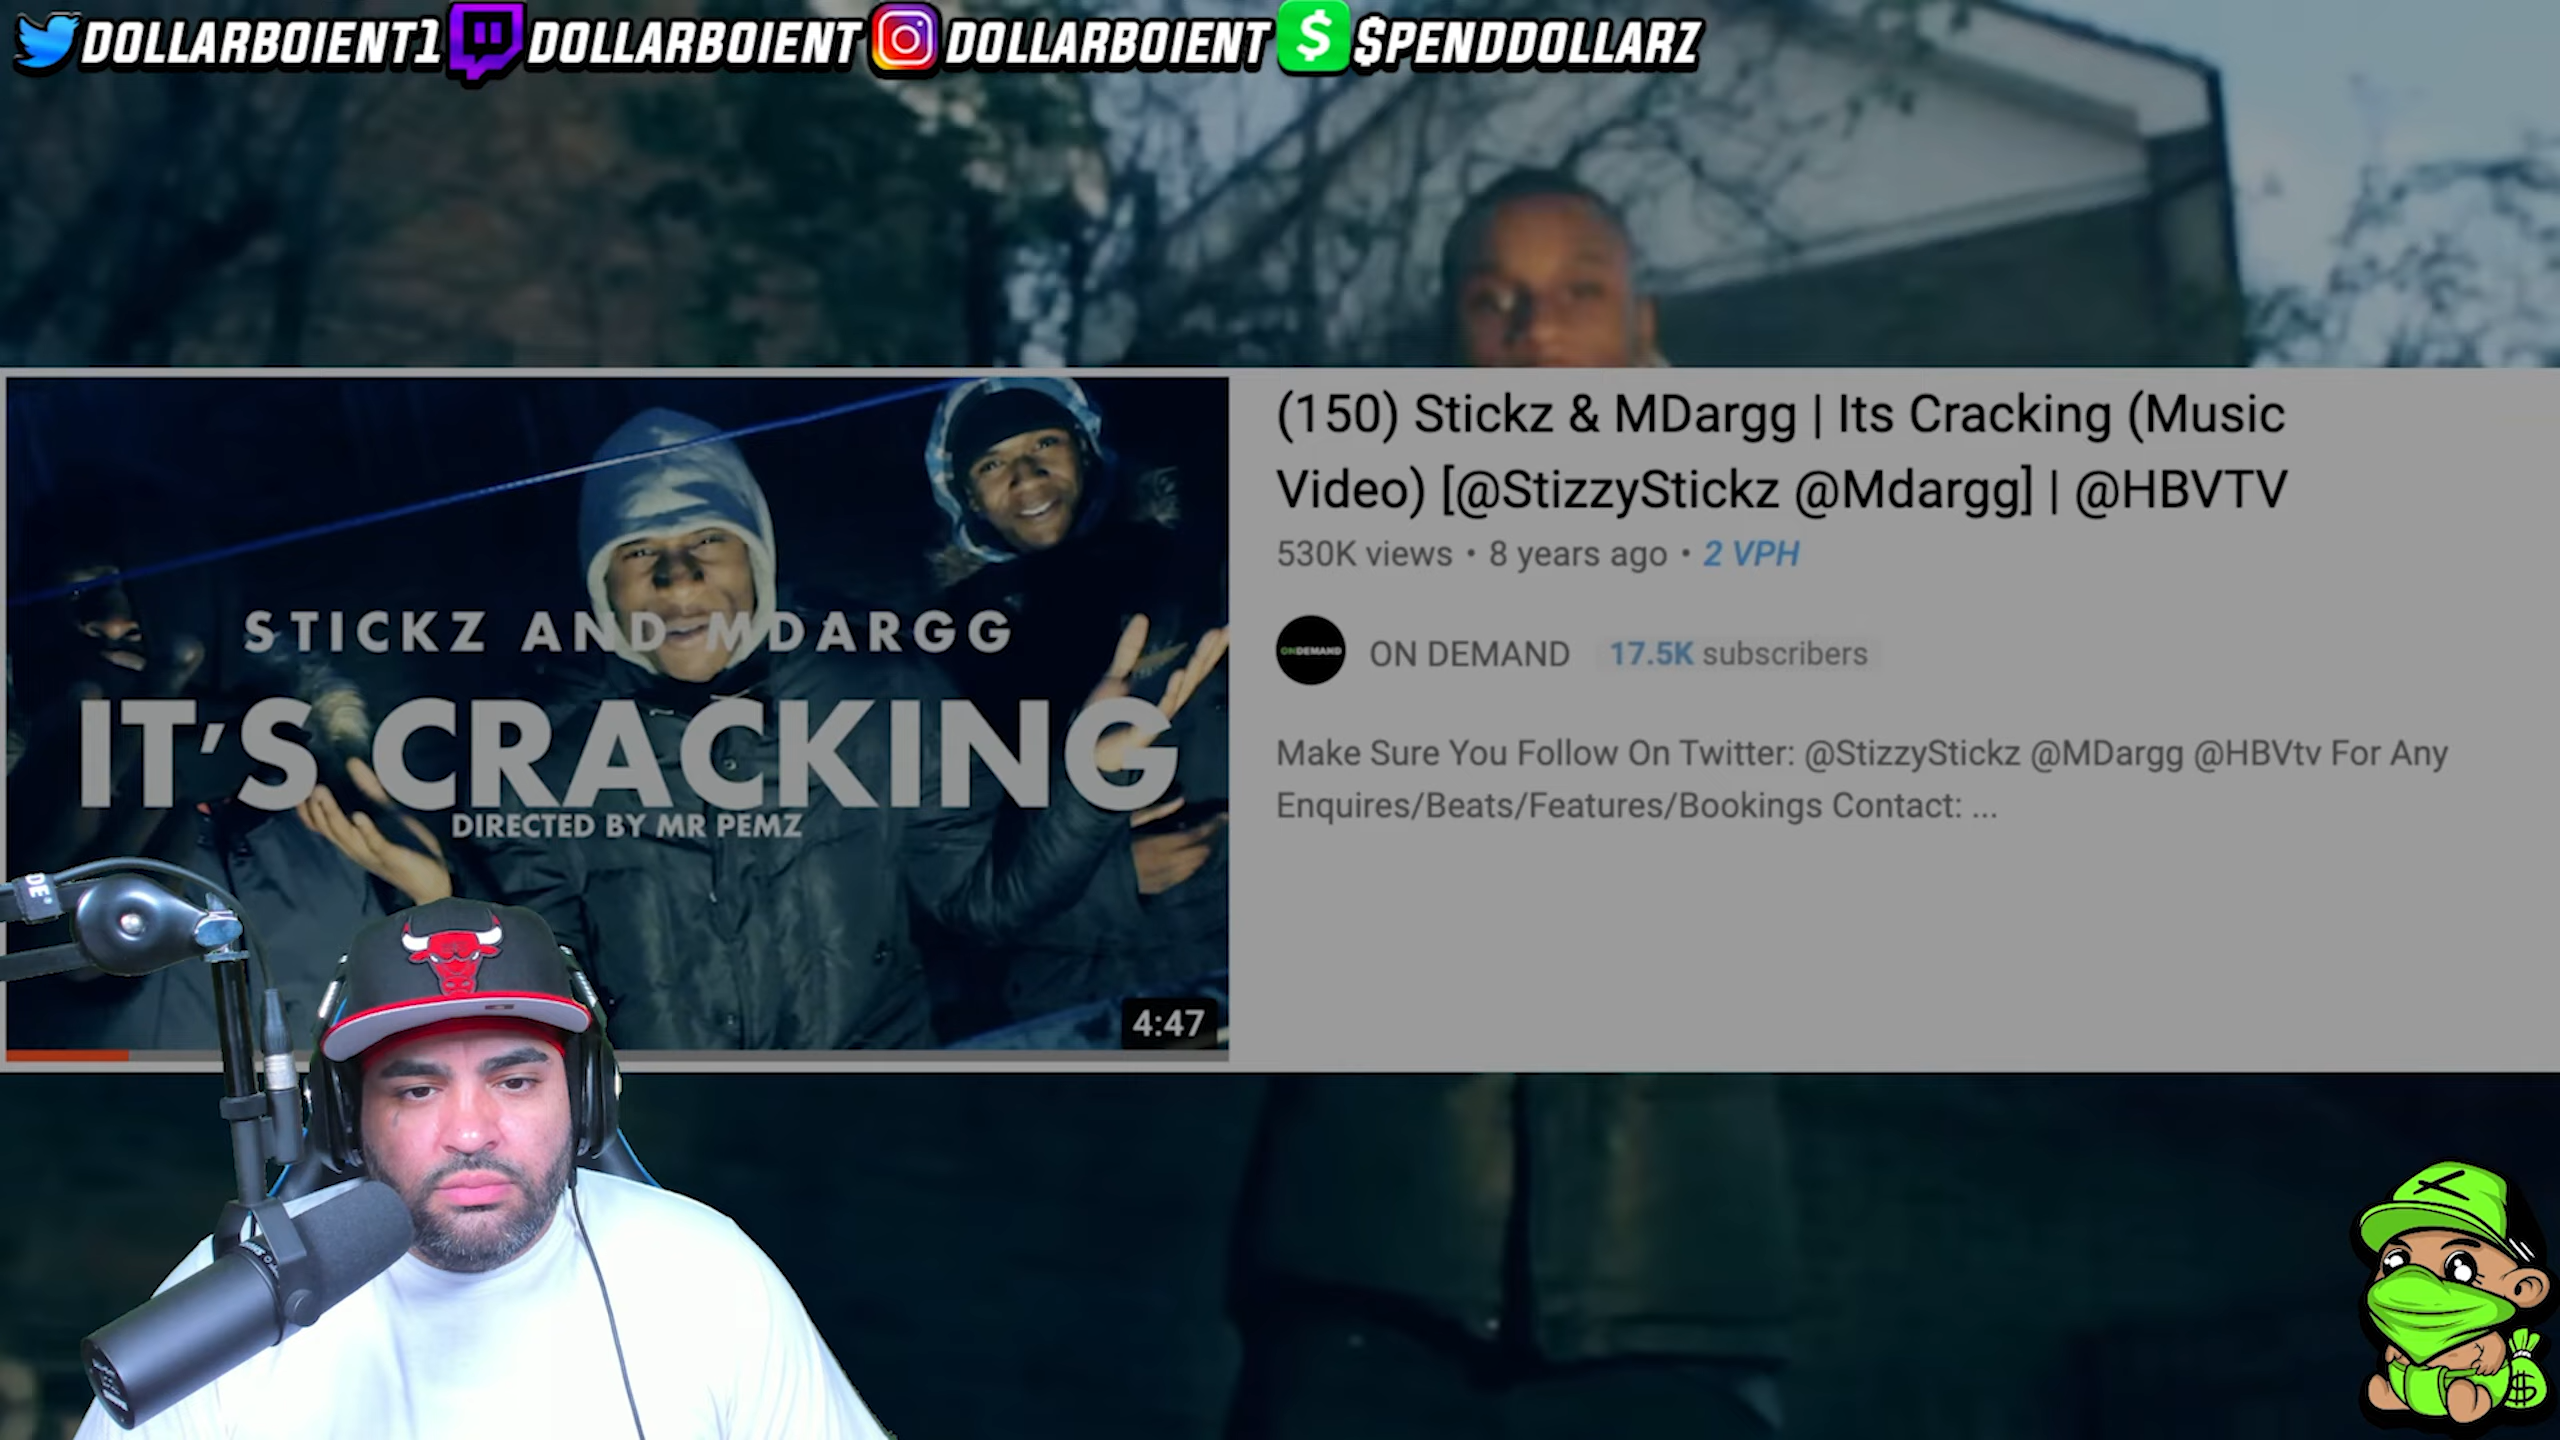 DOLLARBOIENT1 DOLLARBOIENT DOLLARBOIENT $PENDDOLLARZ
STICKZ AND MDARGG
IT'S CRACKING
DIRECTED BY MR PEMZ
4:47
(150) Stickz & MDargg | Its Cracking (Music
Video) [@StizzyStickz @Mdargg] | @HBVTV
530K views • 8 years ago • 2 VPH
ONDEMAND
ON DEMAND 17.5K subscribers
Make Sure You Follow On Twitter: @StizzyStickz @MDargg @HBVtv For Any
Enquires/Beats/Features/Bookings Contact: ...